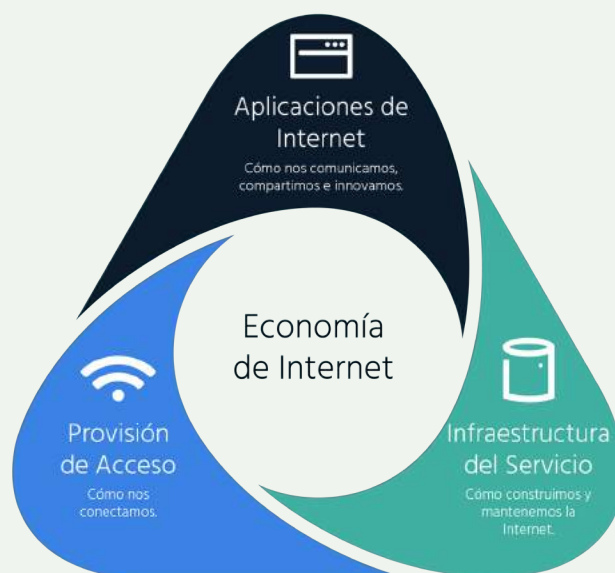 Aplicaciones de
Internet
Cómo nos comunicamos,
compartimos e innovamos.
Economía
de Internet
Provisión
de Acceso
Cómo nos
conectamos.
Infraestructura
del Servicio
Cómo construimos y
mantenemos la
Internet.